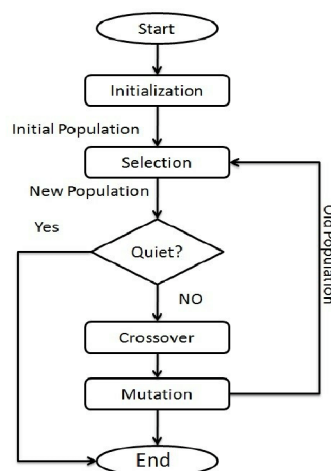 Start
Initialization
Initial Population
Selection
New Population
Yes
Quiet?
Old Population
NO
Crossover
Mutation
End